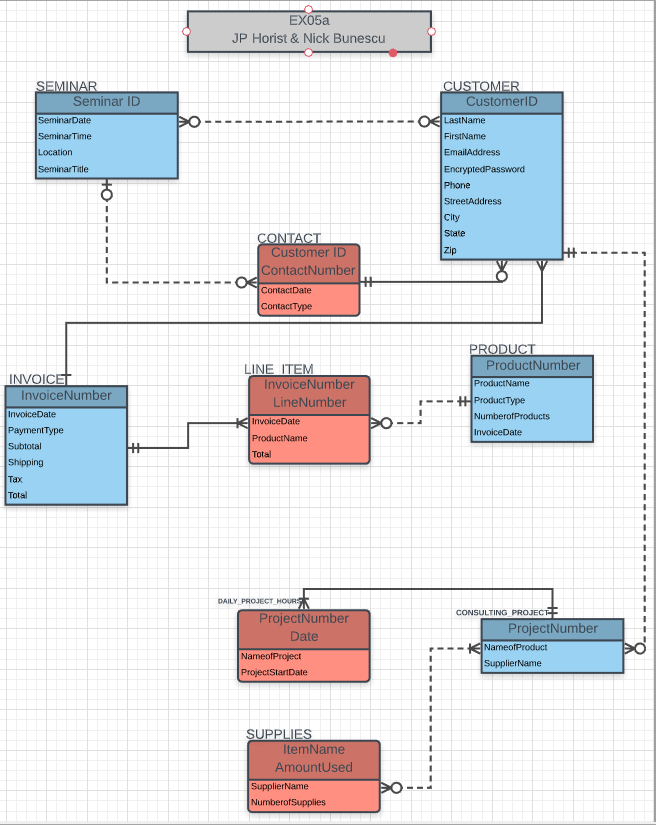 EX05a
JP Horist & Nick Bunescu
SEMINAR
Seminar ID
SeminarDate
SeminarTime
Location
SeminarTitle
CUSTOMER
CustomerID
LastName
FirstName
EmailAddress
EncryptedPassword
Phone
StreetAddress
City
State
Zip
CONTACT
Customer ID
ContactNumber
ContactDate
ContactType
INVOICE
InvoiceNumber
InvoiceDate
PaymentType
Subtotal
Shipping
Tax
Total
LINE_ITEM
InvoiceNumber
LineNumber
InvoiceDate
ProductName
Total
PRODUCT
ProductNumber
ProductName
ProductType
NumberofProducts
InvoiceDate
DAILY_PROJECT_HOURS
ProjectNumber
Date
NameofProject
ProjectStartDate
CONSULTING_PROJECT
ProjectNumber
NameofProduct
SupplierName
SUPPLIES
ItemName
AmountUsed
SupplierName
NumberofSupplies